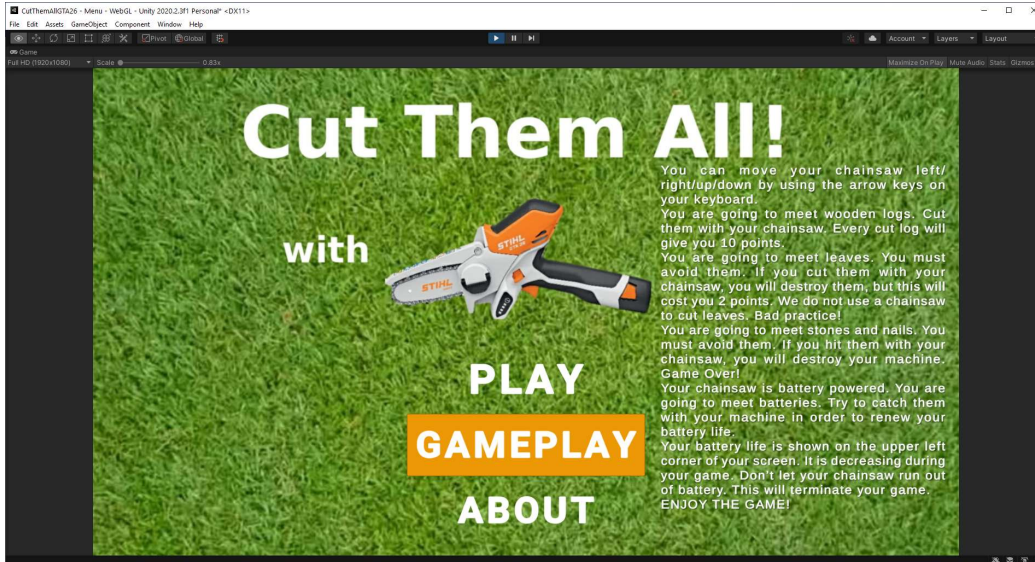 CutThemAllGTA26 - Menu - WebGL - Unity 2020.2.3f1 Personal* <DX11>
File Edit Assets GameObject Component Window Help
Pivot Global
Account Layers Layout
Game
Full HD (1920x1080) Scale 0.83x Maximize On Play Mute Audio Stats Gizmos
Cut Them All!
with
STIHL
STIHL
PLAY
GAMEPLAY
ABOUT
You can move your chainsaw left/
right/up/down by using the arrow keys on
your keyboard.
You are going to meet wooden logs. Cut
them with your chainsaw. Every cut log will
give you 10 points.
You are going to meet leaves. You must
avoid them. If you cut them with your
chainsaw, you will destroy them, but this will
cost you 2 points. We do not use a chainsaw
to cut leaves. Bad practice!
You are going to meet stones and nails. You
must avoid them. If you hit them with your
chainsaw, you will destroy your machine.
Game Over!
Your chainsaw is battery powered. You are
going to meet batteries. Try to catch them
with your machine in order to renew your
battery life.
Your battery life is shown on the upper left
corner of your screen. It is decreasing during
your game. Don't let your chainsaw run out
of battery. This will terminate your game.
ENJOY THE GAME!